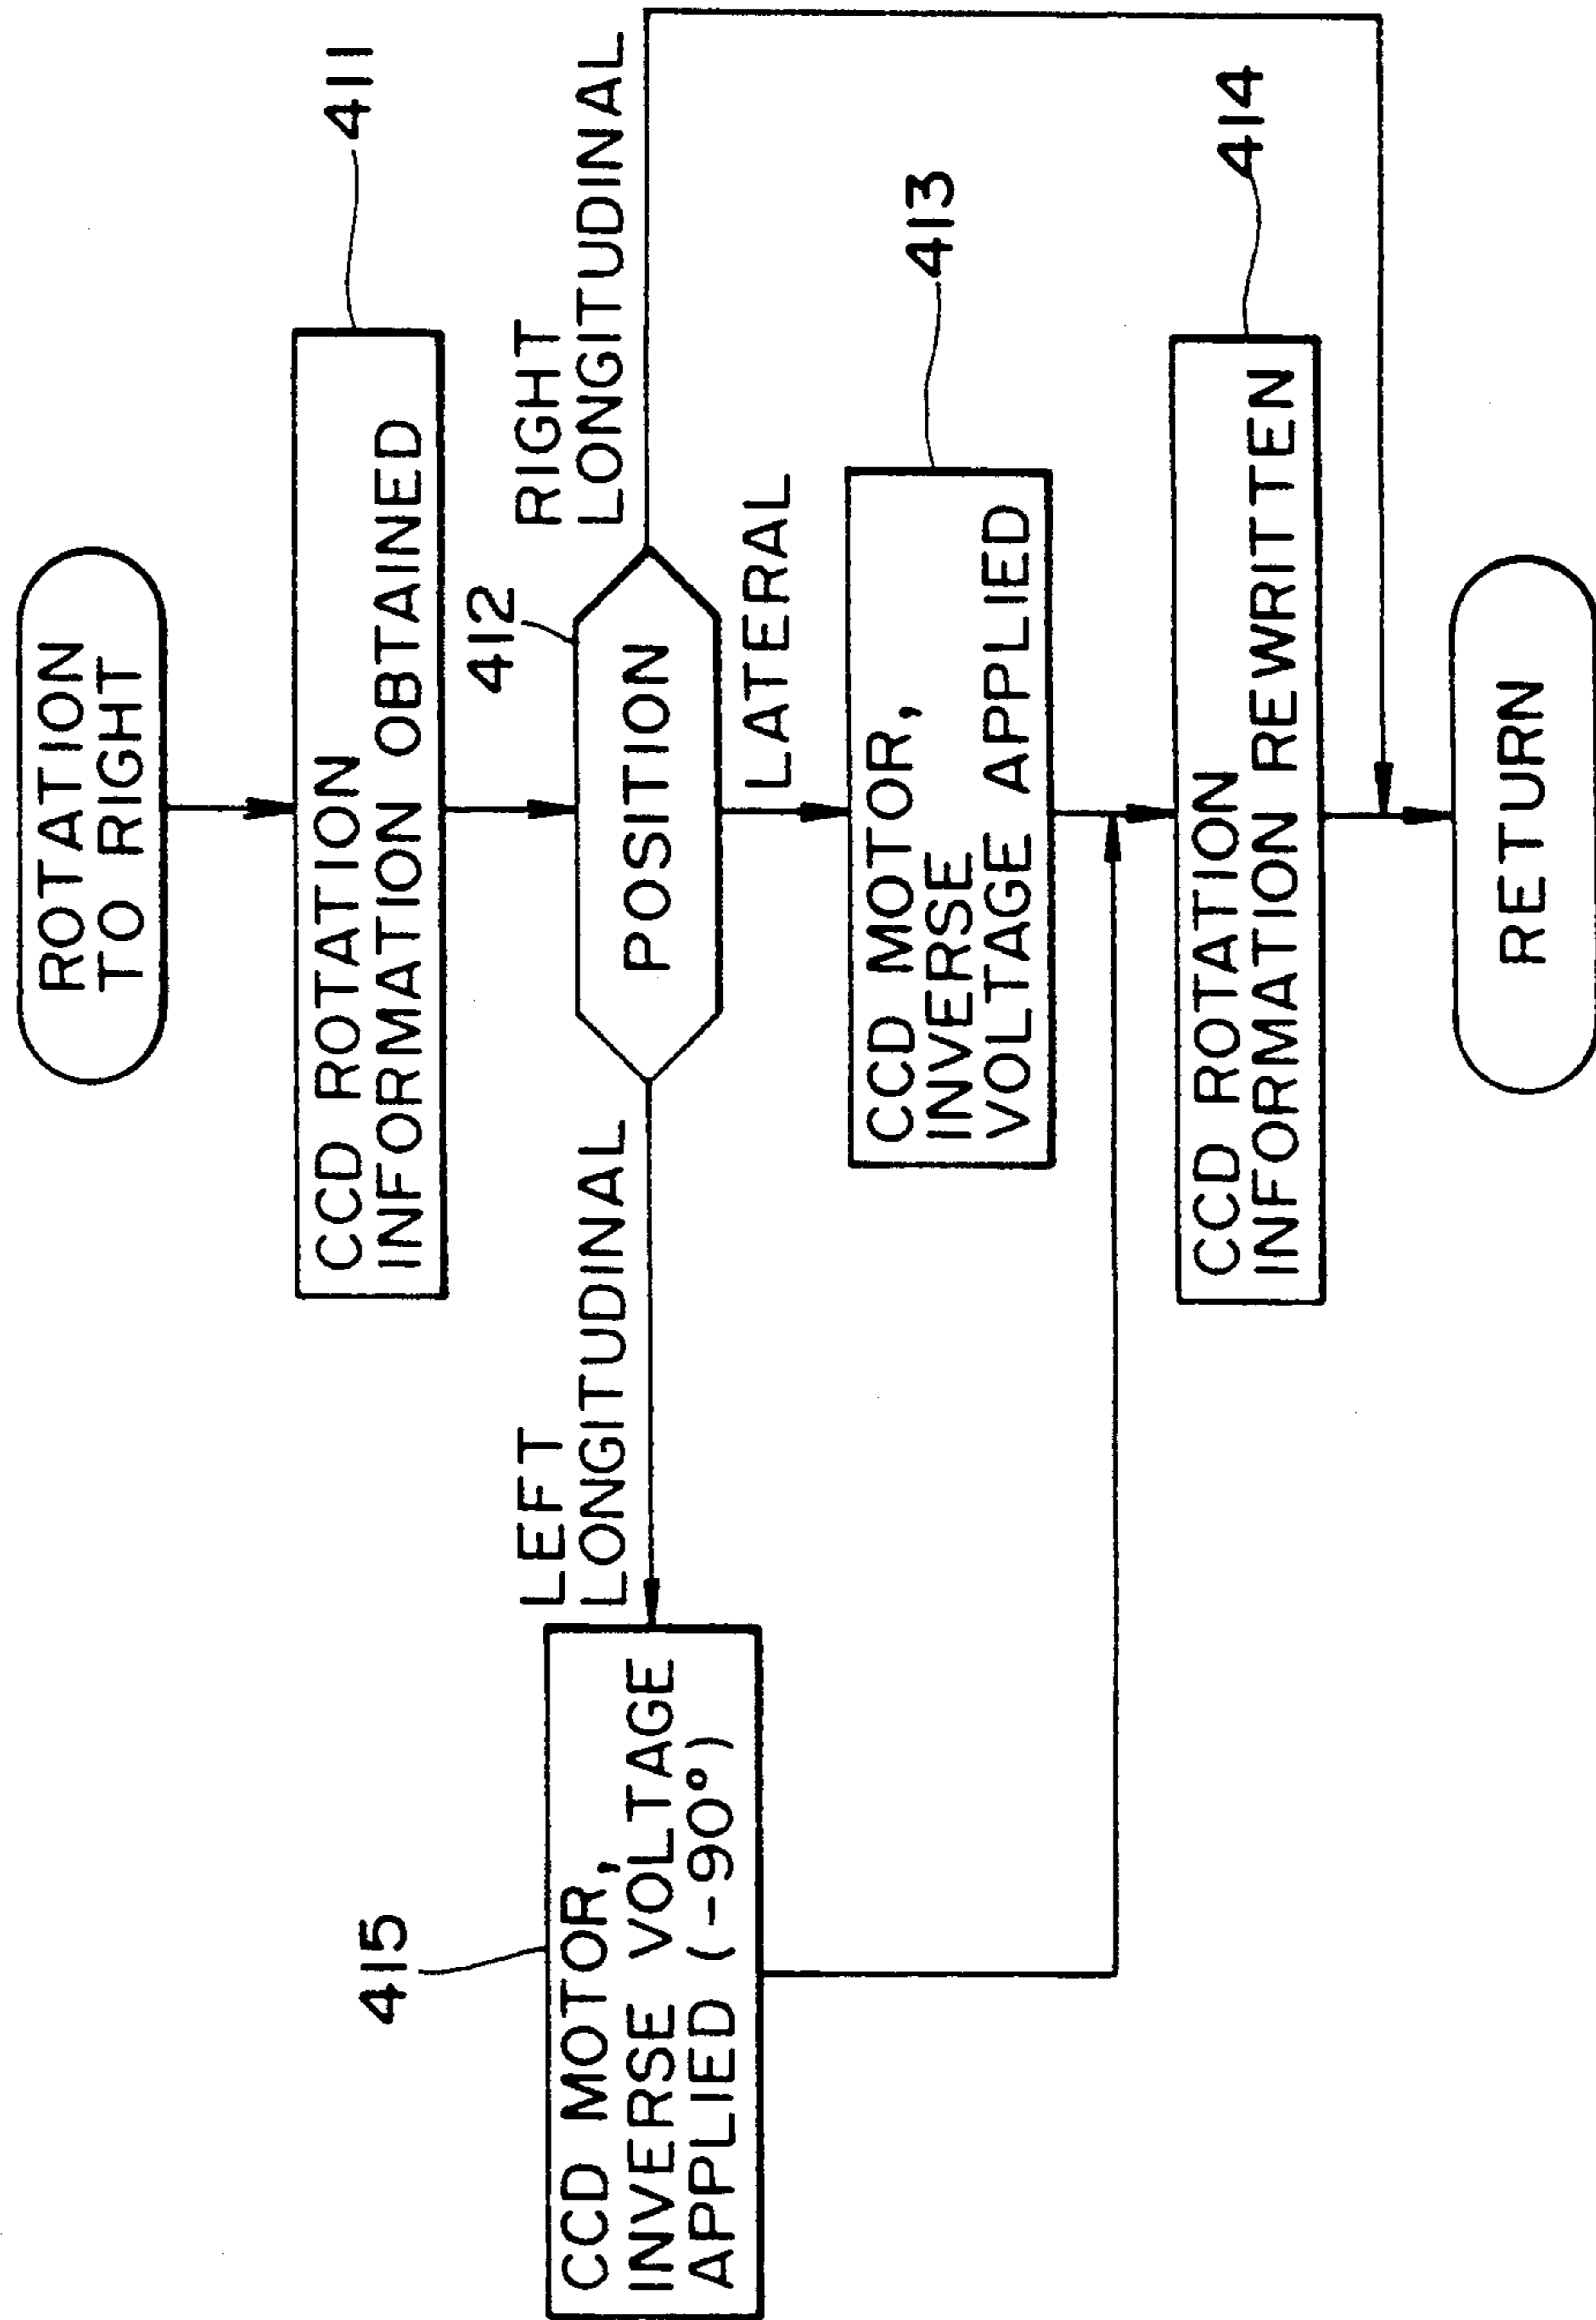 ROTATION
TO RIGHT
CCD ROTATION
INFORMATION OBTAINED
411
412
POSITION
RIGHT
LONGITUDINAL
LEFT
LONGITUDINAL
LATERAL
415
CCD MOTOR,
INVERSE VOLTAGE
APPLIED (-90°)
CCD MOTOR,
INVERSE
VOLTAGE APPLIED
413
CCD ROTATION
INFORMATION REWRITTEN
414
RETURN